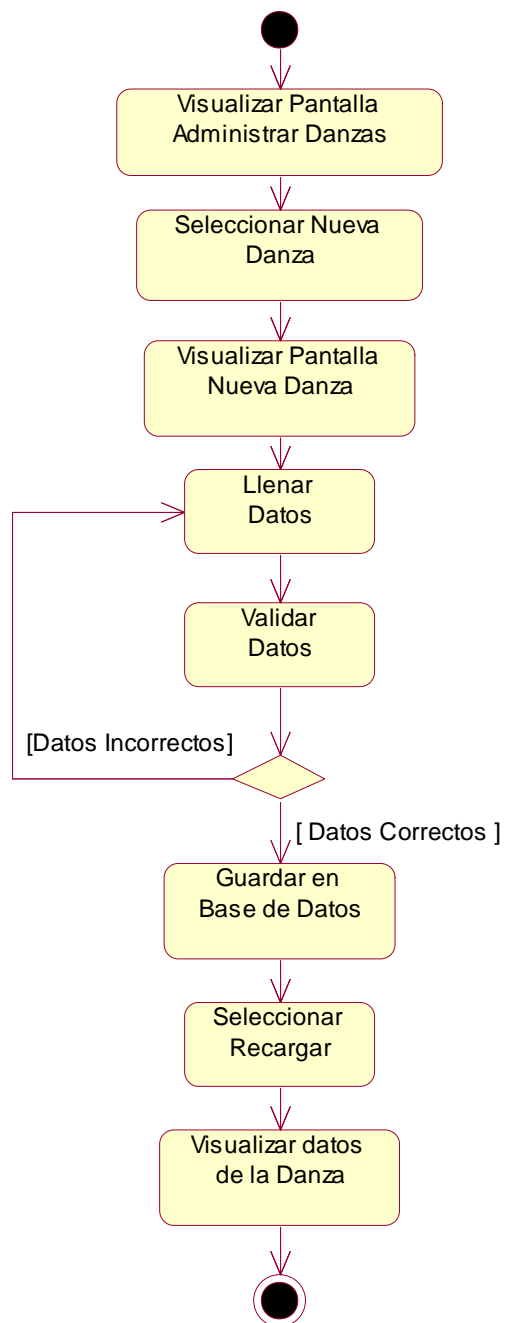 Visualizar Pantalla
Administrar Danzas
Seleccionar Nueva
Danza
Visualizar Pantalla
Nueva Danza
Llenar
Datos
Validar
Datos
[Datos Incorrectos]
[ Datos Correctos ]
Guardar en
Base de Datos
Seleccionar
Recargar
Visualizar datos
de la Danza